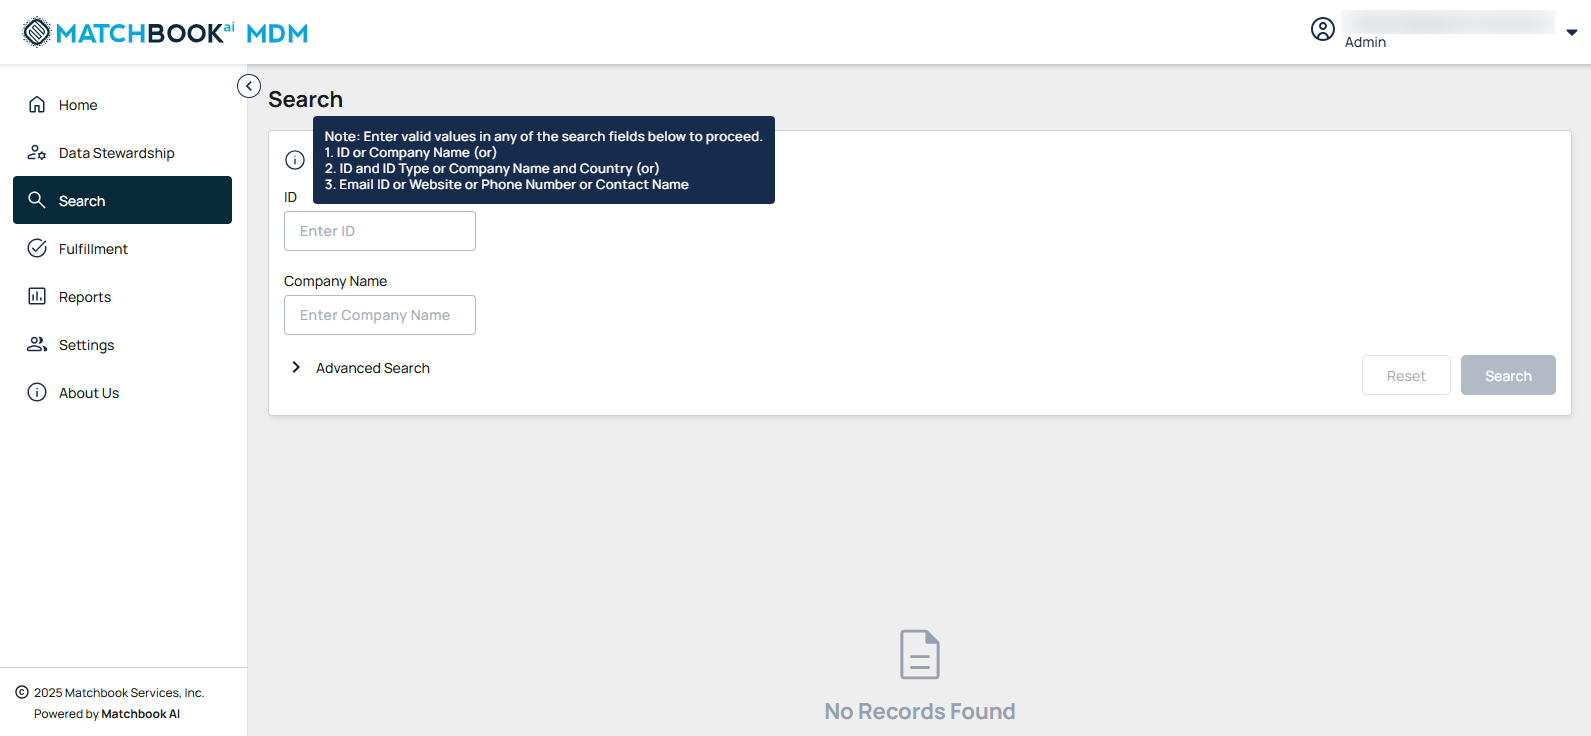 MATCHBOOKai MDM
Admin
Home
Data Stewardship
Search
Fulfillment
Reports
Settings
About Us
© 2025 Matchbook Services, Inc.
Powered by Matchbook AI
Search
Note: Enter valid values in any of the search fields below to proceed.
1. ID or Company Name (or)
2. ID and ID Type or Company Name and Country (or)
3. Email ID or Website or Phone Number or Contact Name
ID
Enter ID
Company Name
Enter Company Name
Advanced Search
Reset
Search
No Records Found